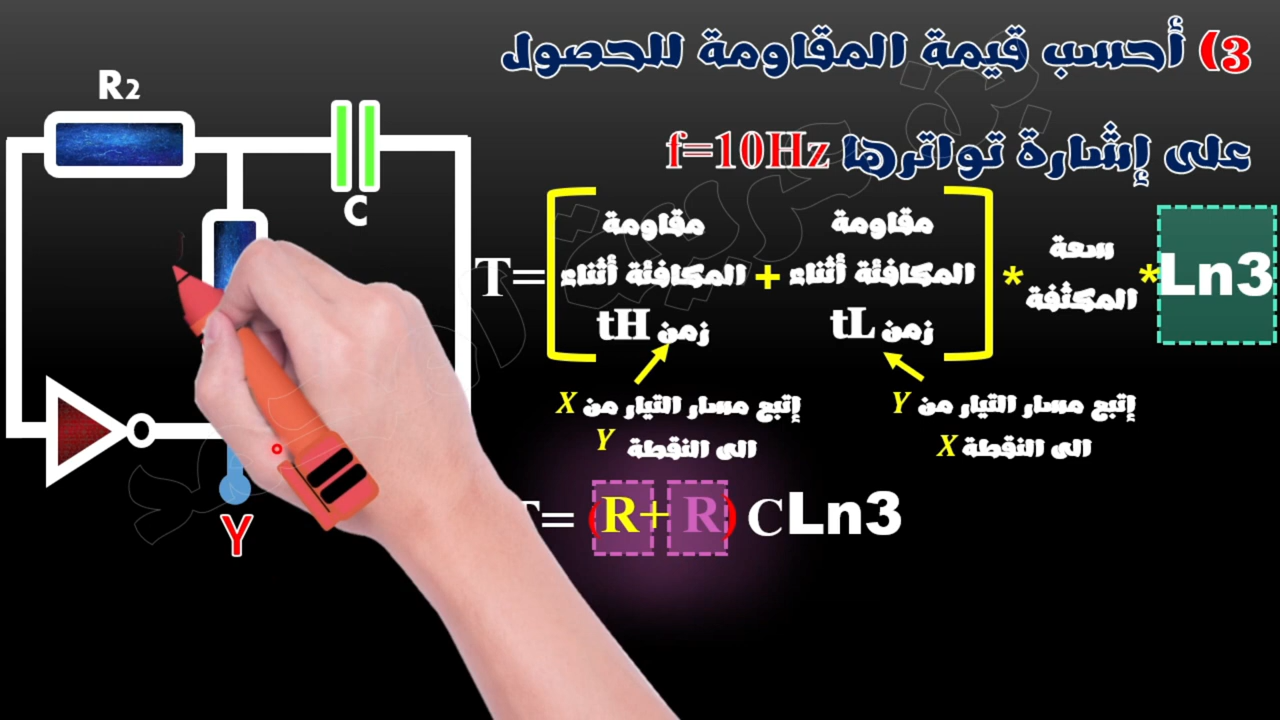 3) أحسب قيمة المقاومة للحصول
على إشارة تواترها f=10Hz
R2
C
Y
T= [ مقاومة المكافئة أثناء زمن tH + مقاومة المكافئة أثناء زمن tL ] * سعة المكثفة * Ln3
إتبع مسار التيار من X
الى النقطة Y
إتبع مسار التيار من Y
الى النقطة X
T= (R+ R) CLn3